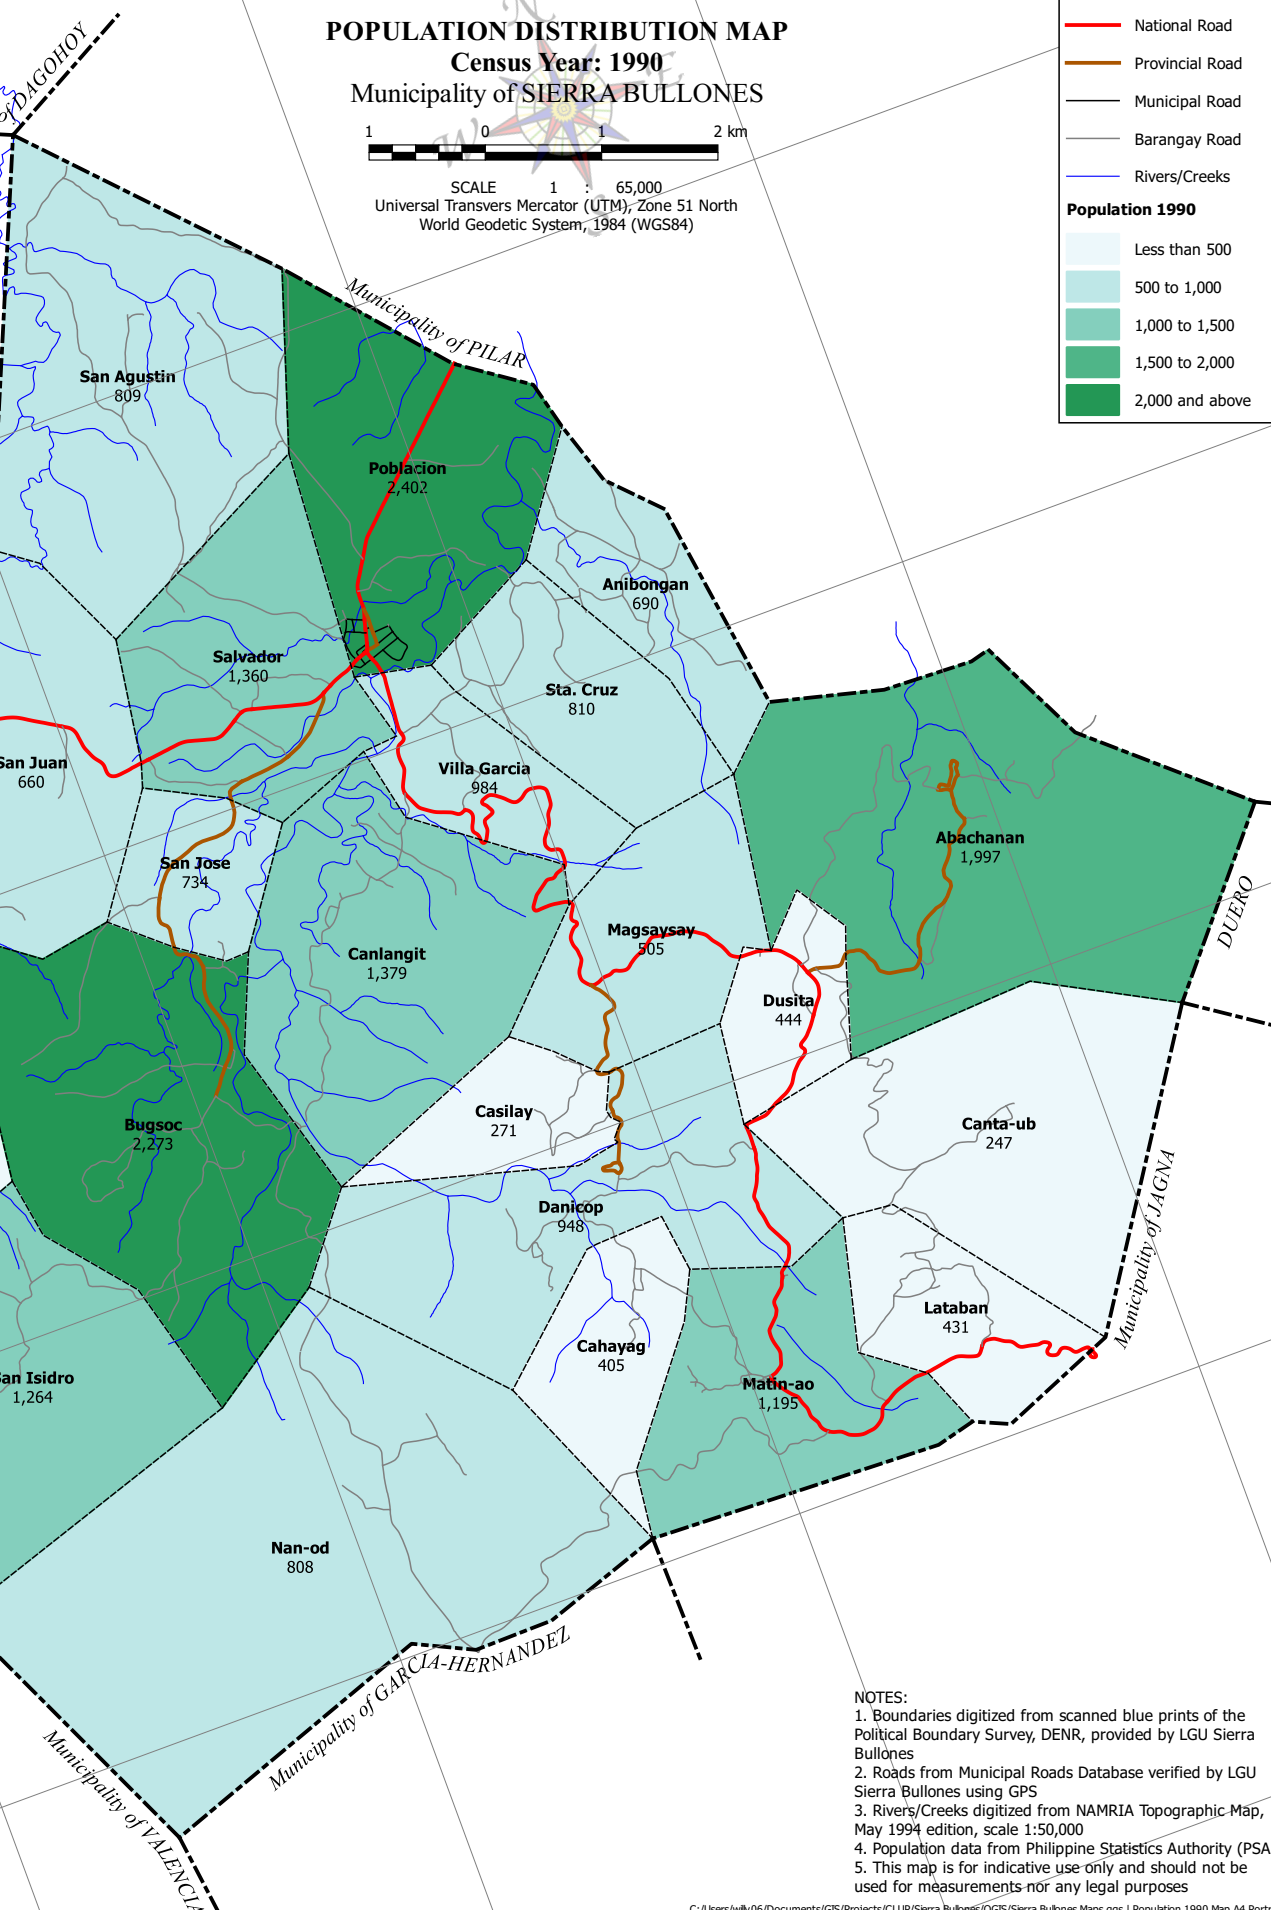 POPULATION DISTRIBUTION MAP
Census Year: 1990
Municipality of SIERRA BULLONES
1 0 1 2 km
SCALE 1 : 65,000
Universal Transvers Mercator (UTM), Zone 51 North
World Geodetic System, 1984 (WGS84)
N
E
W
S
National Road
Provincial Road
Municipal Road
Barangay Road
Rivers/Creeks
Population 1990
Less than 500
500 to 1,000
1,000 to 1,500
1,500 to 2,000
2,000 and above
of DAGOHOY
Municipality of PILAR
San Agustin
809
Poblacion
2,402
Anibongan
690
Salvador
1,360
Sta. Cruz
810
San Juan
660
Villa Garcia
984
Abachanan
1,997
San Jose
734
DUERO
Canlangit
1,379
Magsaysay
505
Dusita
444
Casilay
271
Canta-ub
247
Bugsoc
2,273
Danicop
948
Municipality of JAGNA
Lataban
431
Cahayag
405
San Isidro
1,264
Matin-ao
1,195
Nan-od
808
Municipality of GARCIA-HERNANDEZ
Municipality of VALENCIA
NOTES:
1. Boundaries digitized from scanned blue prints of the
Political Boundary Survey, DENR, provided by LGU Sierra
Bullones
2. Roads from Municipal Roads Database verified by LGU
Sierra Bullones using GPS
3. Rivers/Creeks digitized from NAMRIA Topographic Map,
May 1994 edition, scale 1:50,000
4. Population data from Philippine Statistics Authority (PSA
5. This map is for indicative use only and should not be
used for measurements nor any legal purposes